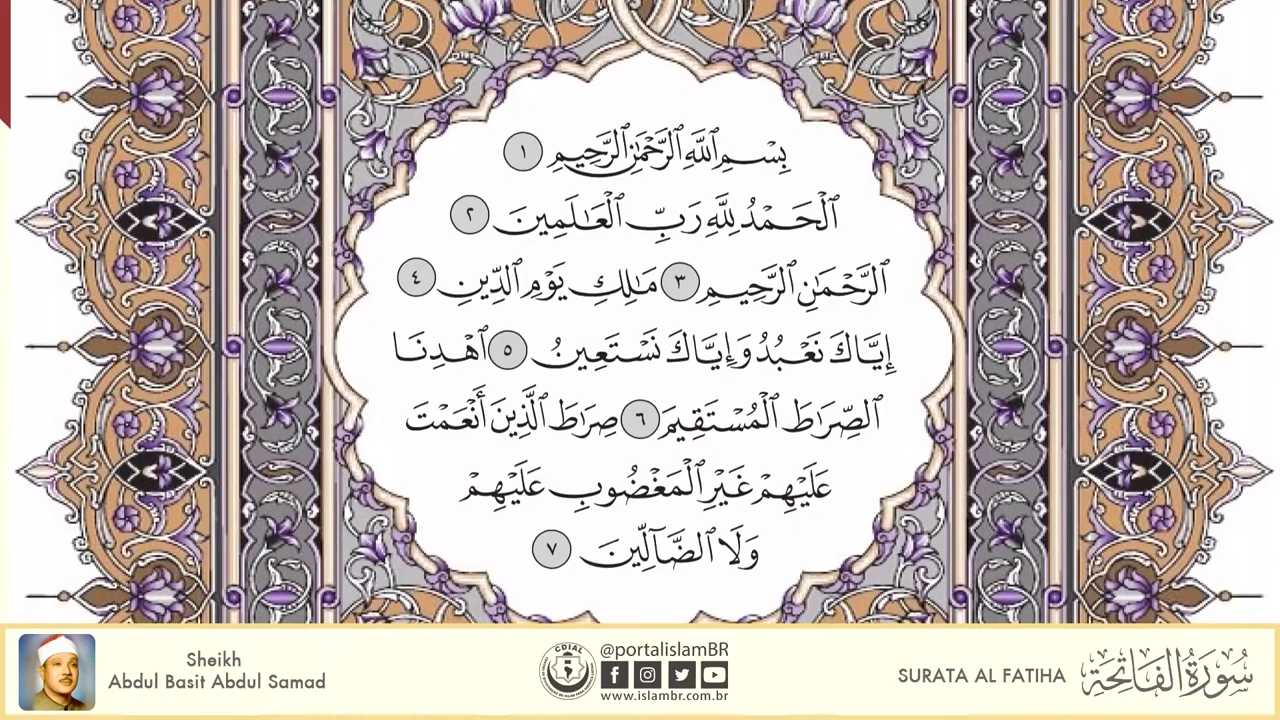 بِسْمِ ٱللَّهِ ٱلرَّحْمَٰنِ ٱلرَّحِيمِ ١
ٱلْحَمْدُ لِلَّهِ رَبِّ ٱلْعَٰلَمِينَ ٢
ٱلرَّحْمَٰنِ ٱلرَّحِيمِ ٣ مَٰلِكِ يَوْمِ ٱلدِّينِ ٤
إِيَّاكَ نَعْبُدُ وَإِيَّاكَ نَسْتَعِينُ ٥ ٱهْدِنَا
ٱلصِّرَٰطَ ٱلْمُسْتَقِيمَ ٦ صِرَٰطَ ٱلَّذِينَ أَنْعَمْتَ
عَلَيْهِمْ غَيْرِ ٱلْمَغْضُوبِ عَلَيْهِمْ
وَلَا ٱلضَّآلِّينَ ٧
Sheikh
Abdul Basit Abdul Samad
CDIAL
@portalislamBR
www.islambr.com.br
SURATA AL FATIHA
سُورَةُ الفَاتِحَةِ